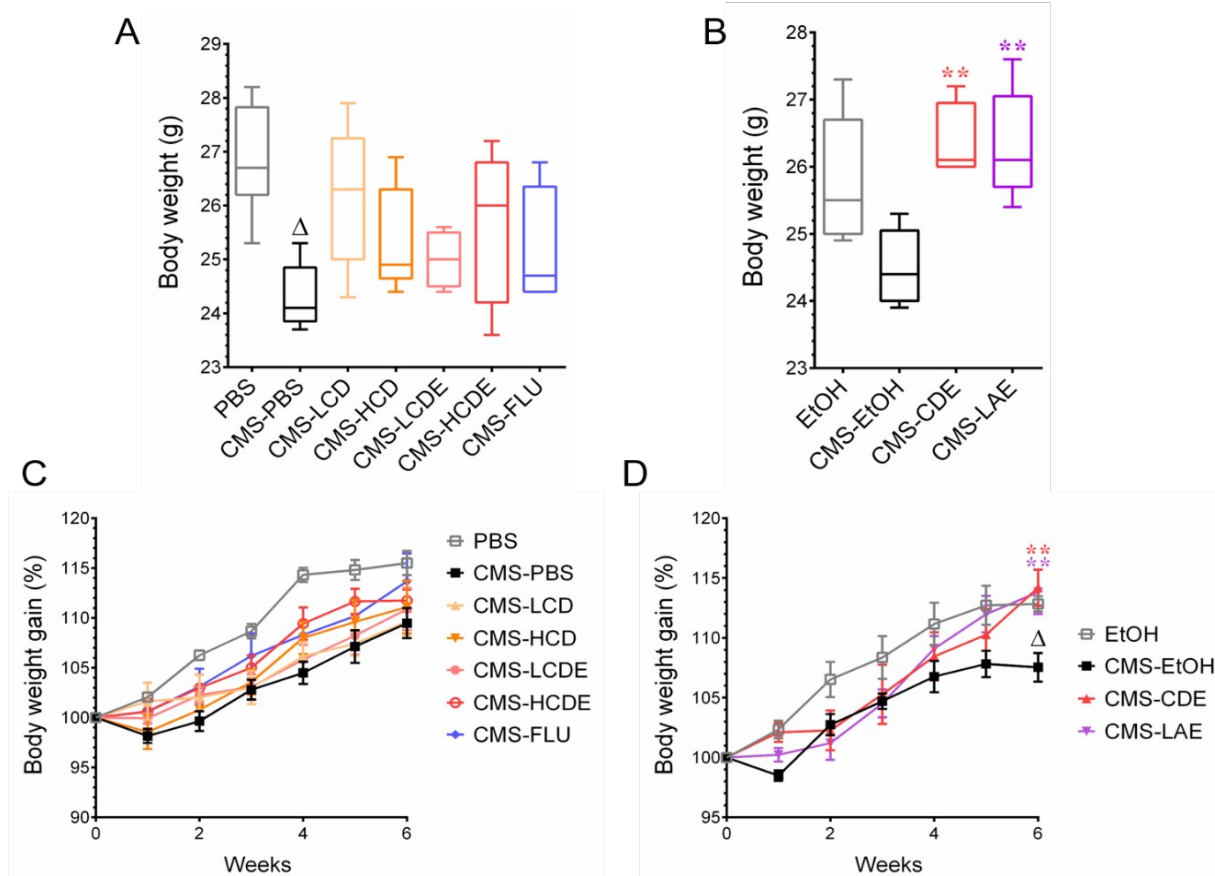 A
Body weight (g)
29
28
27
26
25
24
23
Δ
PBS
CMS-PBS
CMS-LCD
CMS-HCD
CMS-LCDE
CMS-HCDE
CMS-FLU
B
Body weight (g)
28
27
26
25
24
23
**
**
EtOH
CMS-EtOH
CMS-CDE
CMS-LAE
C
Body weight gain (%)
120
115
110
105
100
95
90
0
2
4
6
Weeks
PBS
CMS-PBS
CMS-LCD
CMS-HCD
CMS-LCDE
CMS-HCDE
CMS-FLU
D
Body weight gain (%)
120
115
110
105
100
95
0
2
4
6
Weeks
**
**
Δ
EtOH
CMS-EtOH
CMS-CDE
CMS-LAE